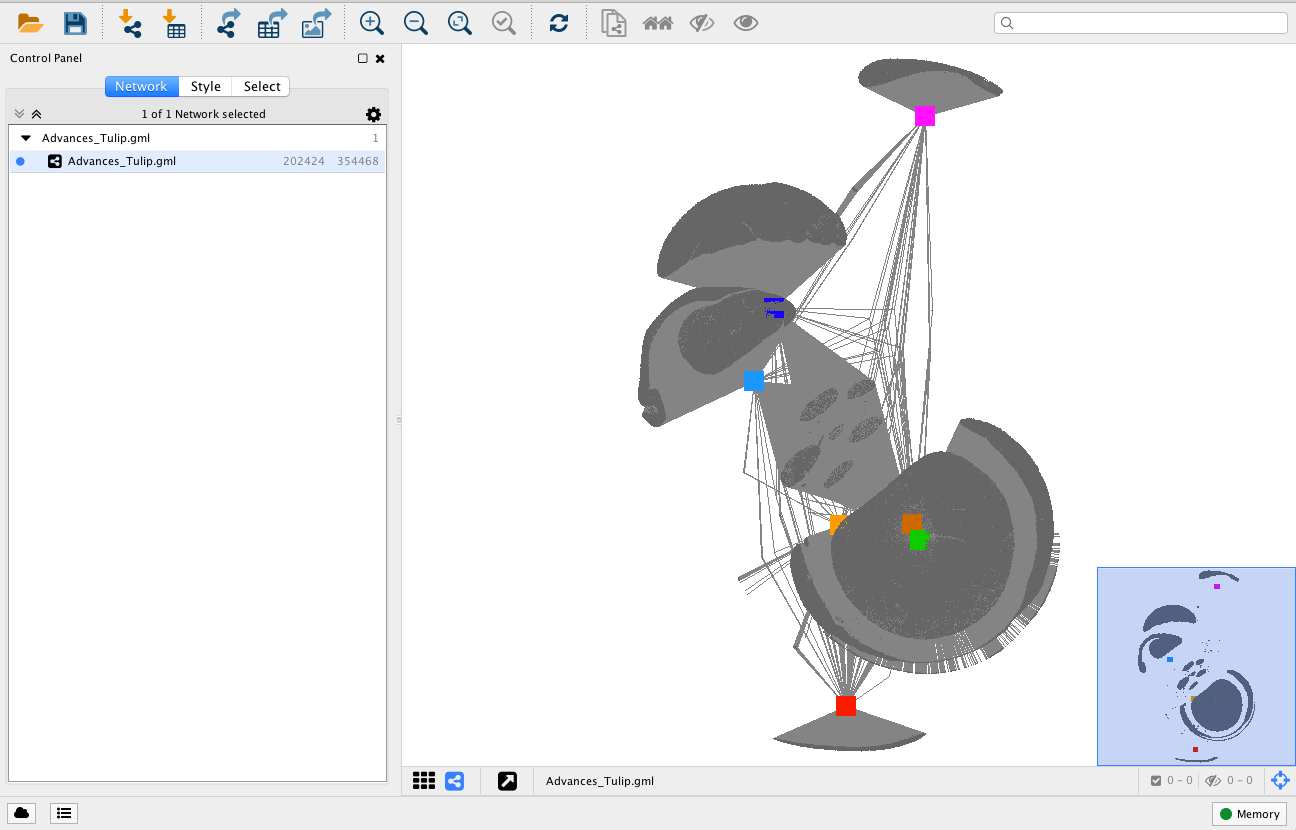 Control Panel
Network Style Select
1 of 1 Network selected
Advances_Tulip.gml 1
Advances_Tulip.gml 202424 354468
Advances_Tulip.gml
0 - 0 0 - 0
Memory